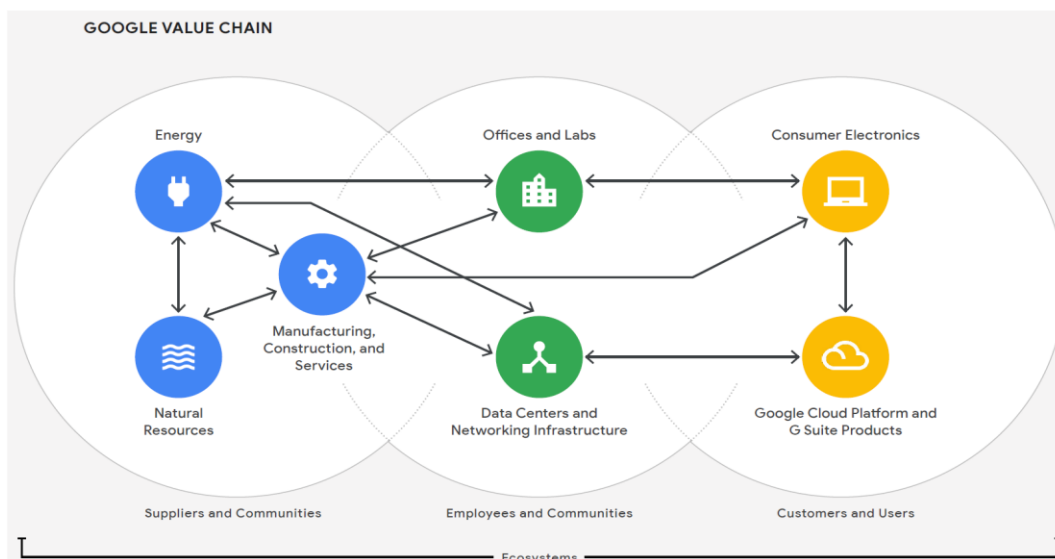 GOOGLE VALUE CHAIN
Energy
Offices and Labs
Consumer Electronics
Manufacturing,
Construction, and
Services
Natural
Resources
Data Centers and
Networking Infrastructure
Google Cloud Platform and
G Suite Products
Suppliers and Communities
Employees and Communities
Customers and Users
Ecosystems